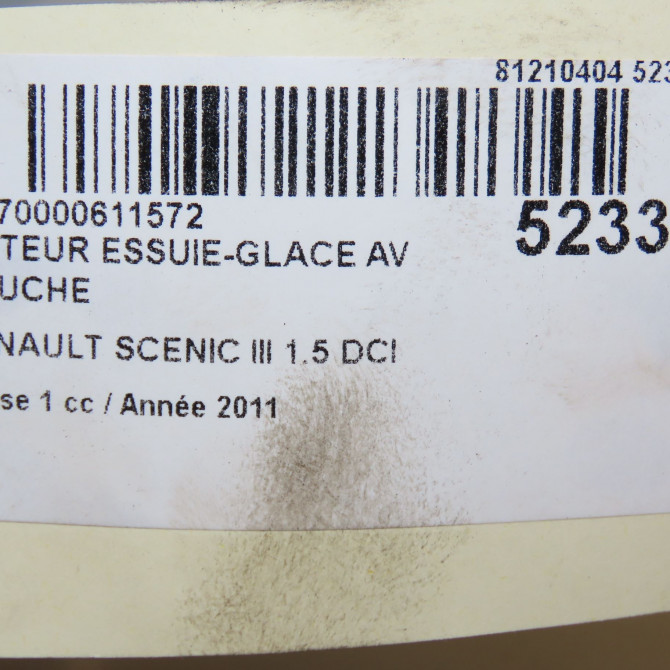 81210404 523
70000611572
5233
TEUR ESSUIE-GLACE AV
UCHE
NAULT SCENIC III 1.5 DCI
se 1 cc / Année 2011